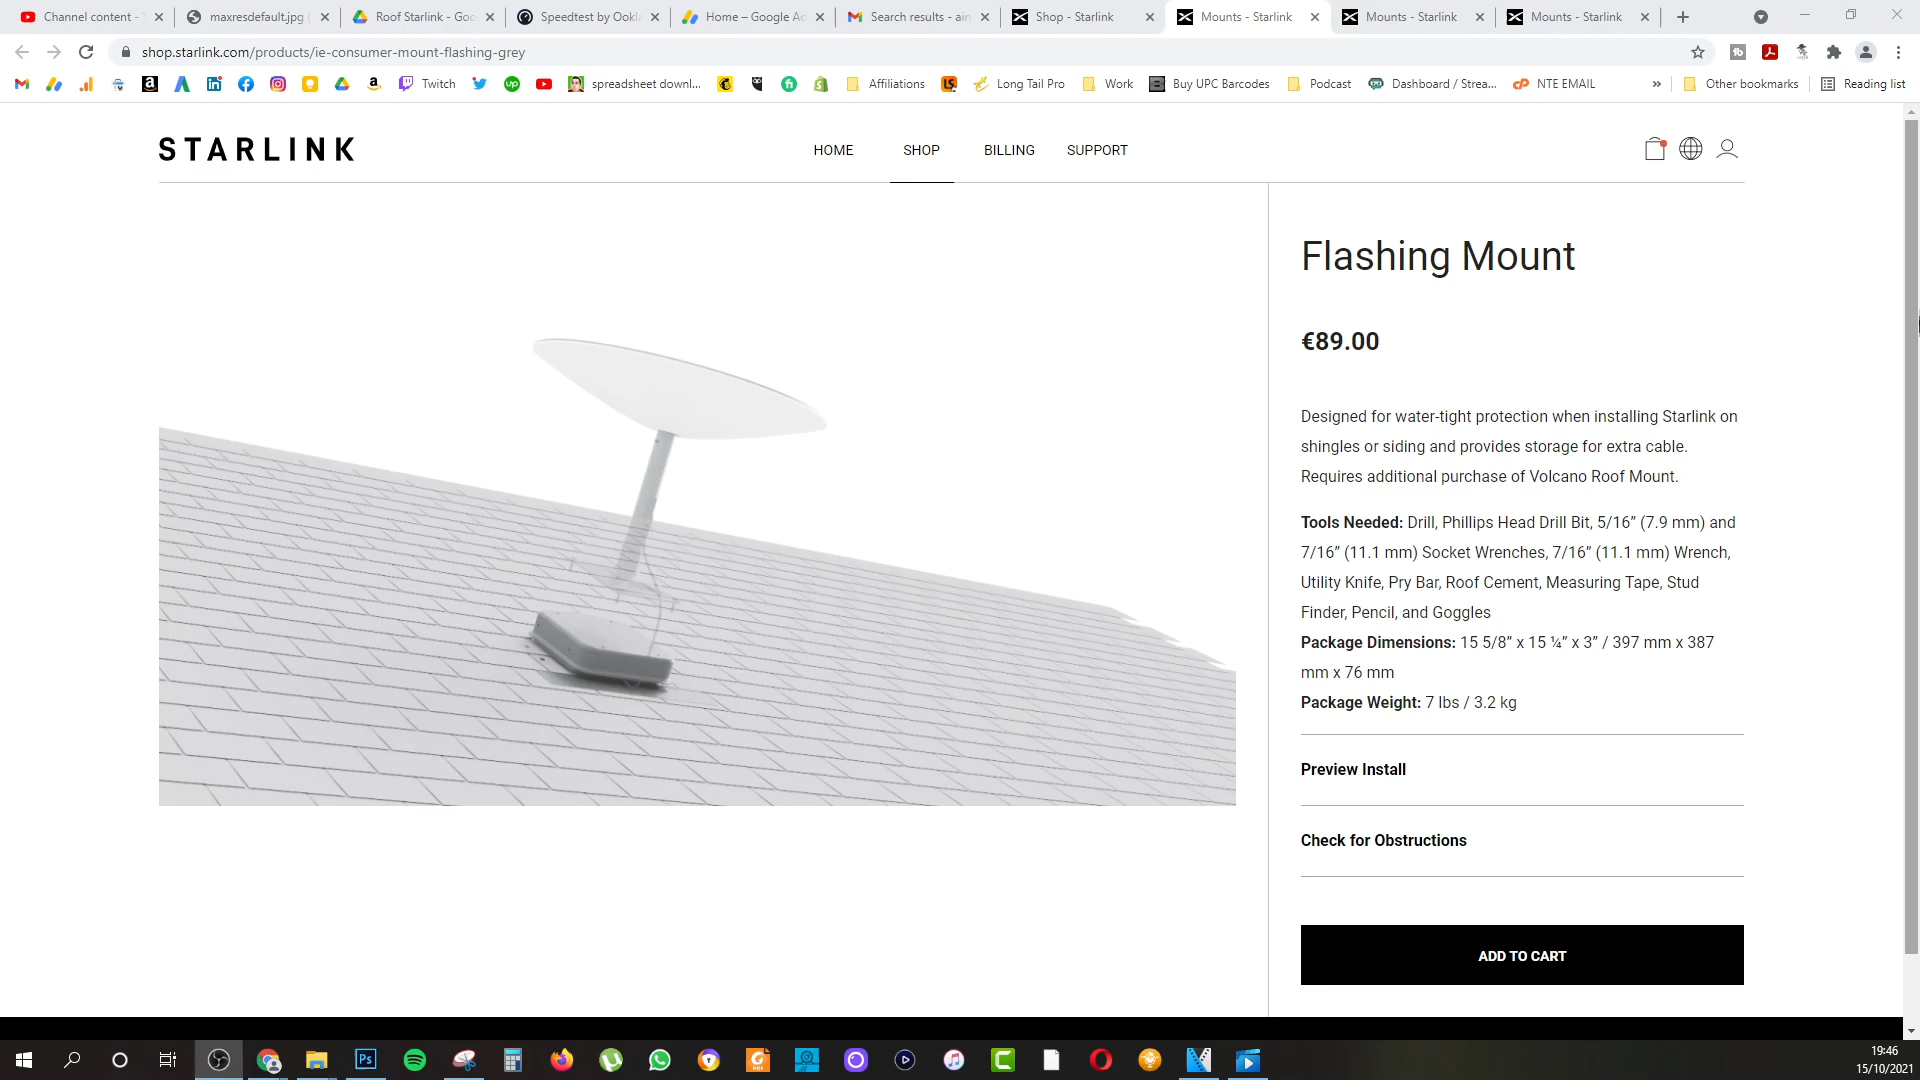 Channel content -
maxresdefault.jpg
Roof Starlink - Goo
Speedtest by Ookl
Home – Google Ad
Search results - ain
Shop - Starlink
Mounts - Starlink
Mounts - Starlink
Mounts - Starlink
shop.starlink.com/products/ie-consumer-mount-flashing-grey
Twitch
spreadsheet downl...
Affiliations
Long Tail Pro
Work
Buy UPC Barcodes
Podcast
Dashboard / Strea...
NTE EMAIL
Other bookmarks
Reading list
STARLINK
HOME
SHOP
BILLING
SUPPORT
Flashing Mount
€89.00
Designed for water-tight protection when installing Starlink on
shingles or siding and provides storage for extra cable.
Requires additional purchase of Volcano Roof Mount.
Tools Needed: Drill, Phillips Head Drill Bit, 5/16” (7.9 mm) and
7/16” (11.1 mm) Socket Wrenches, 7/16” (11.1 mm) Wrench,
Utility Knife, Pry Bar, Roof Cement, Measuring Tape, Stud
Finder, Pencil, and Goggles
Package Dimensions: 15 5/8” x 15 ¼” x 3” / 397 mm x 387
mm x 76 mm
Package Weight: 7 lbs / 3.2 kg
Preview Install
Check for Obstructions
ADD TO CART
Ps
19:46
15/10/2021